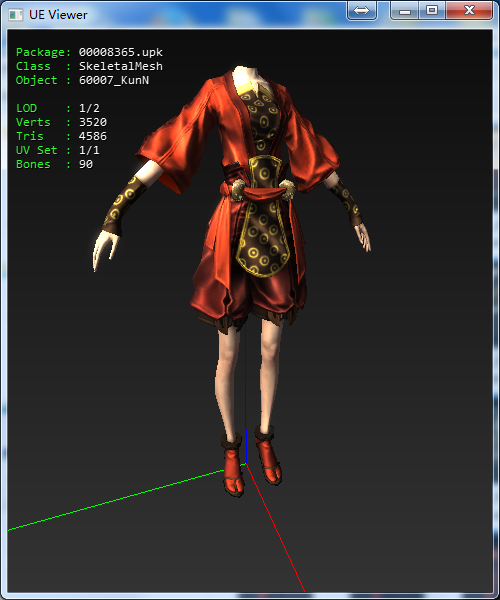 UE Viewer
Package: 00008365.upk
Class : SkeletalMesh
Object : 60007_KunN
LOD : 1/2
Verts : 3520
Tris : 4586
UV Set : 1/1
Bones : 90